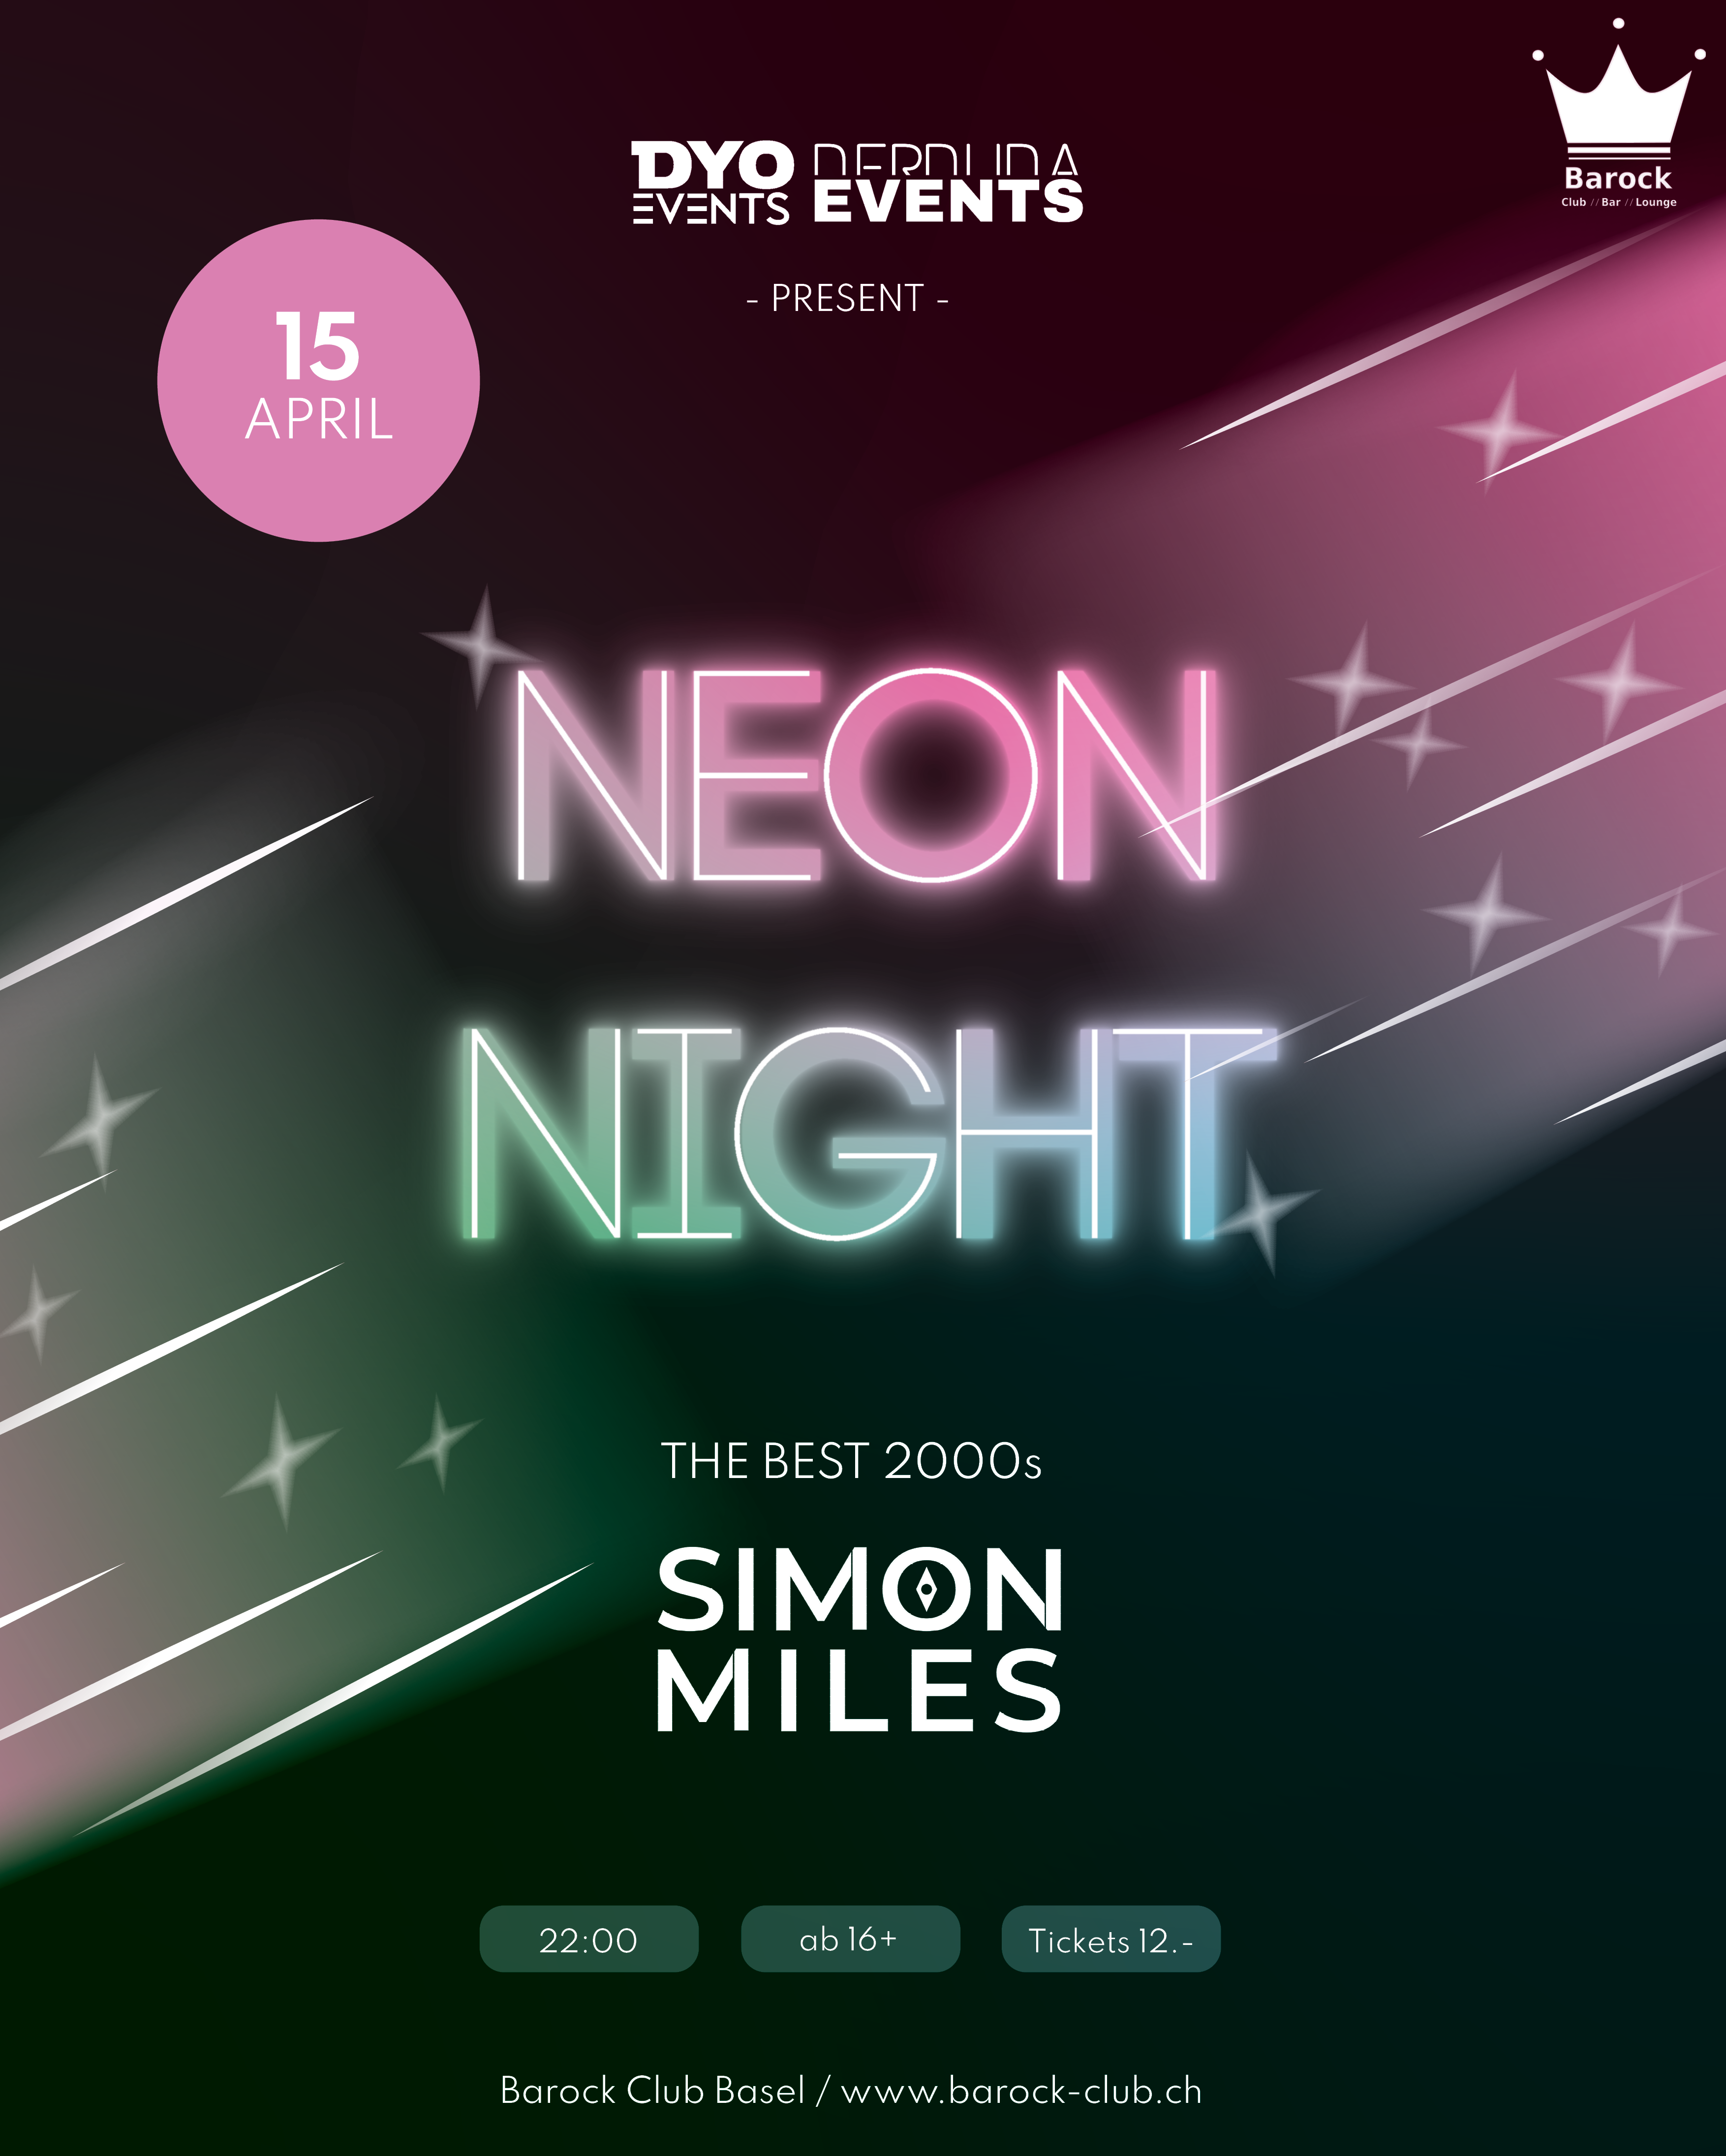 Barock
Club // Bar // Lounge
DYO
EVENTS
EVENTS
- PRESENT -
15
APRIL
NEON
NIGHT
THE BEST 2000s
SIMON
MILES
22:00
ab 16+
Tickets 12.-
Barock Club Basel / www.barock-club.ch